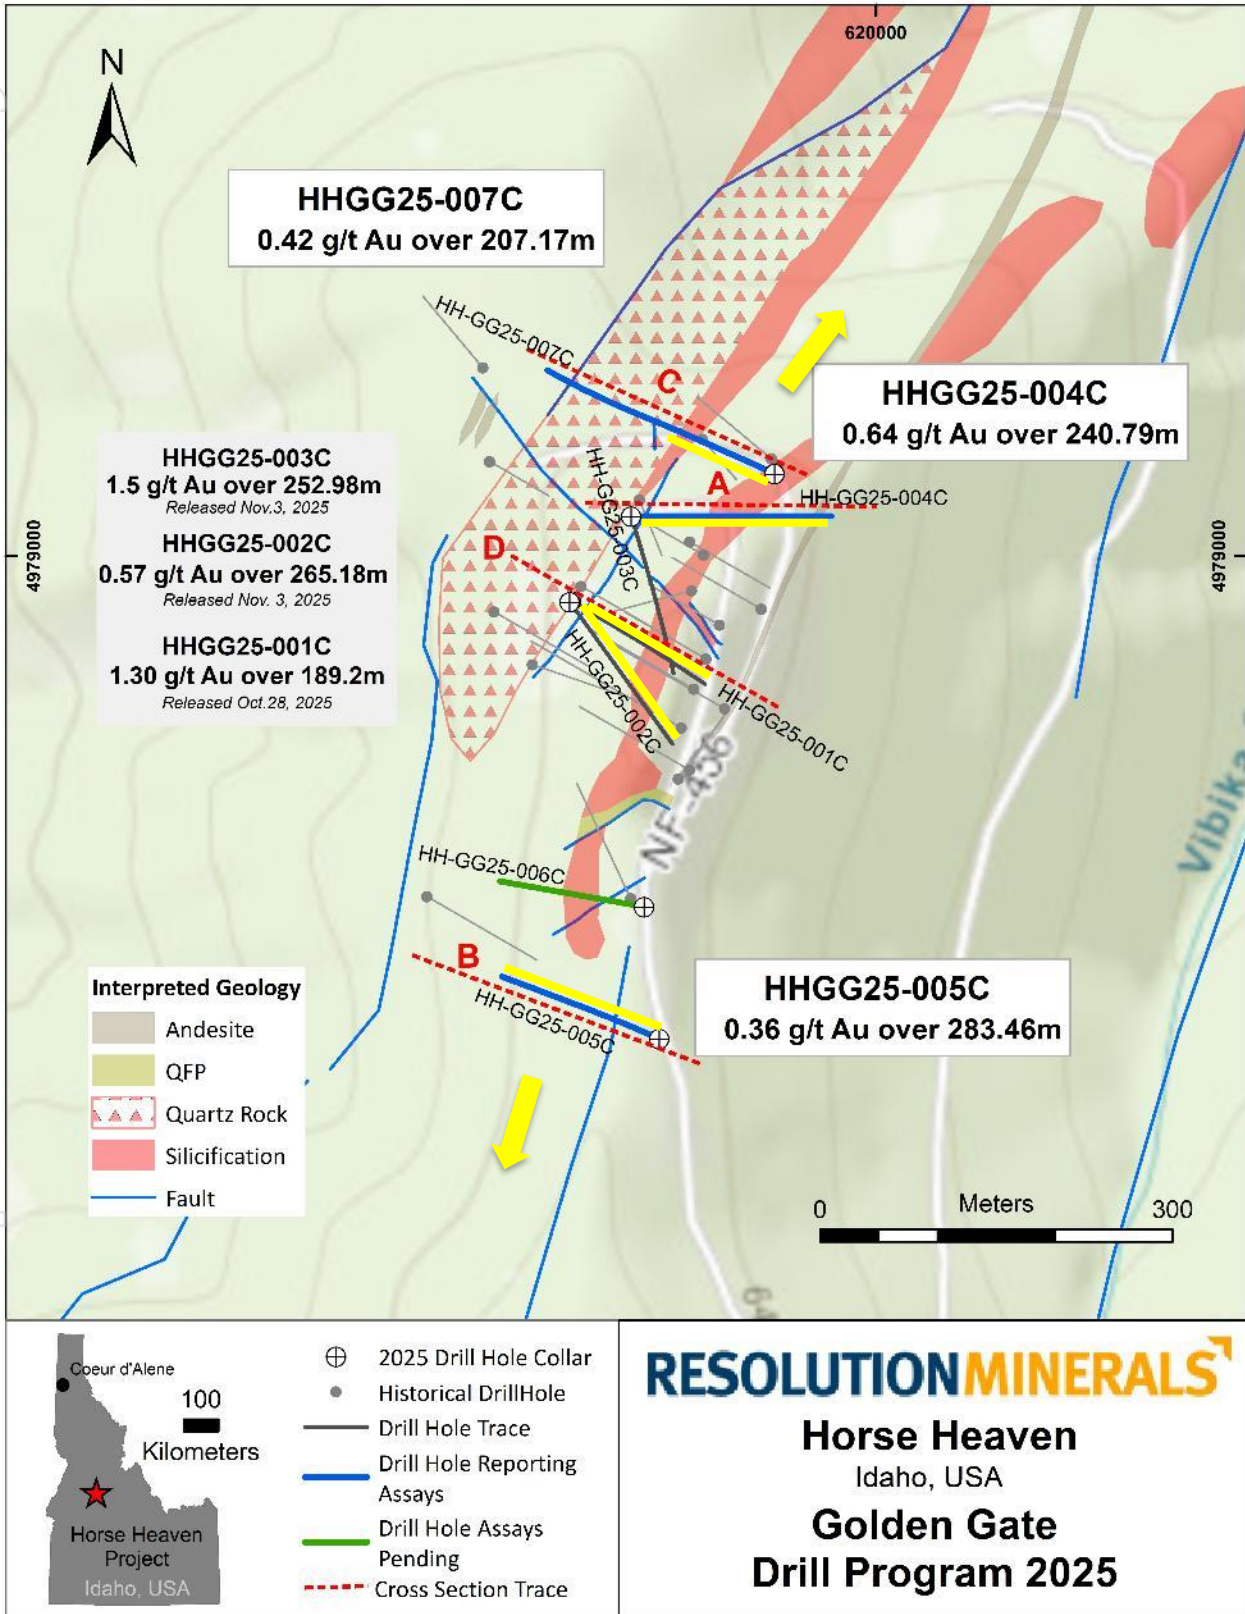 620000
N
HHGG25-007C
0.42 g/t Au over 207.17m
HH-GG25-007C
C
HHGG25-004C
0.64 g/t Au over 240.79m
HHGG25-003C
1.5 g/t Au over 252.98m
Released Nov.3, 2025
HHGG25-002C
0.57 g/t Au over 265.18m
Released Nov. 3, 2025
HHGG25-001C
1.30 g/t Au over 189.2m
Released Oct.28, 2025
A
HH-GG25-004C
HH-GG25-003C
4979000
4979000
D
HH-GG25-002C
HH-GG25-001C
NF-456
HH-GG25-006C
B
HH-GG25-005C
HHGG25-005C
0.36 g/t Au over 283.46m
Interpreted Geology
Andesite
QFP
Quartz Rock
Silicification
Fault
Meters
0 300
Coeur d'Alene
100
Kilometers
Horse Heaven
Project
Idaho, USA
2025 Drill Hole Collar
Historical DrillHole
Drill Hole Trace
Drill Hole Reporting
Assays
Drill Hole Assays
Pending
Cross Section Trace
RESOLUTIONMINERALS
Horse Heaven
Idaho, USA
Golden Gate
Drill Program 2025